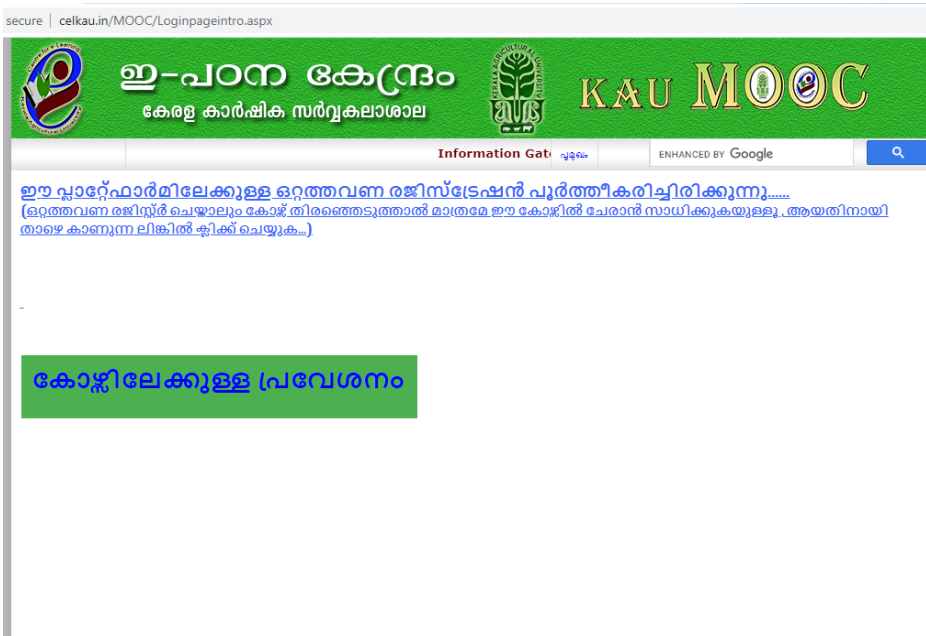 secure | celkau.in/MOOC/Loginpageintro.aspx
ഇ-പഠന കേന്ദ്രം
കേരള കാർഷിക സർവ്വകലാശാല
KAU MOOC
Information Gate പൂമുഖം ENHANCED BY Google
ഈ പ്ലാറ്റ്ഫോർമിലേക്കുള്ള ഒറ്റത്തവണ രജിസ്ട്രേഷൻ പൂർത്തീകരിച്ചിരിക്കുന്നു......
(ഒറ്റത്തവണ രജിസ്റ്റർ ചെയ്താലും കോഴ്സ് തിരഞ്ഞെടുത്താൽ മാത്രമേ ഈ കോഴ്സിൽ ചേരാൻ സാധിക്കുകയുള്ളൂ , ആയതിനായി
താഴെ കാണുന്ന ലിങ്കിൽ ക്ലിക്ക് ചെയ്യുക...)
കോഴ്സിലേക്കുള്ള പ്രവേശനം